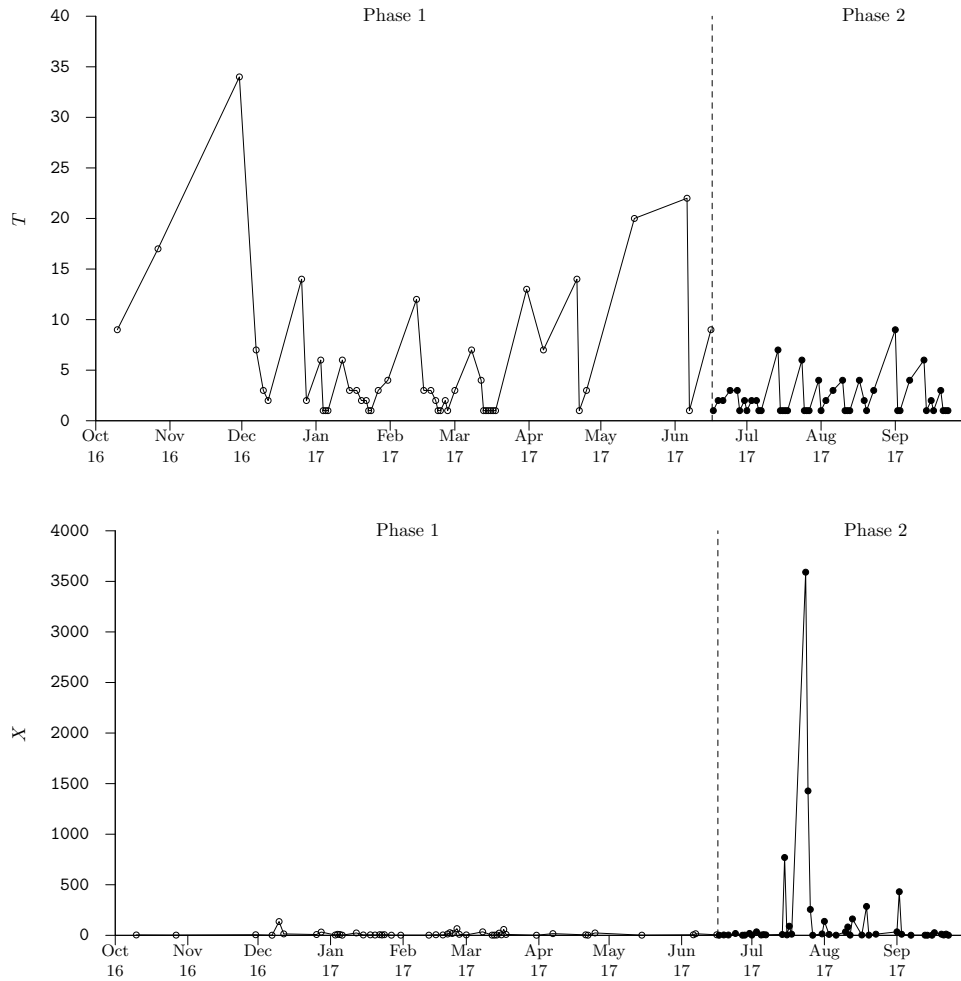 Phase 1 Phase 2
40
35
30
25
20
15
10
5
0
T
Oct Nov Dec Jan Feb Mar Apr May Jun Jul Aug Sep
16 16 16 17 17 17 17 17 17 17 17 17
Phase 1 Phase 2
4000
3500
3000
2500
2000
1500
1000
500
0
X
Oct Nov Dec Jan Feb Mar Apr May Jun Jul Aug Sep
16 16 16 17 17 17 17 17 17 17 17 17